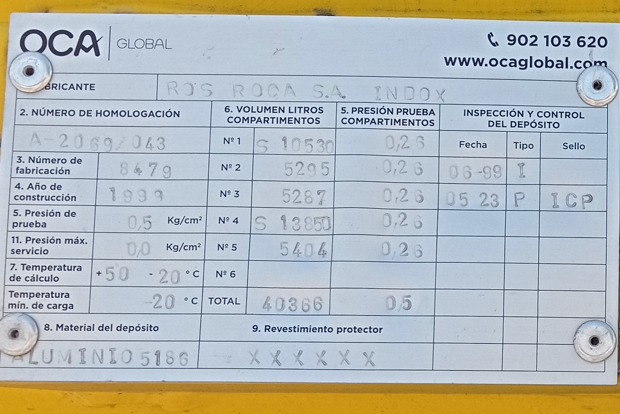 OCA GLOBAL
902 103 620
www.ocaglobal.com
FABRICANTE ROS ROCA S.A. INDOX
2. NÚMERO DE HOMOLOGACIÓN
A-2069/043
3. Número de fabricación 8479
4. Año de construcción 1999
5. Presión de prueba 0,5 Kg/cm²
11. Presión máx. servicio 0,0 Kg/cm²
7. Temperatura de cálculo +50 -20 °C
Temperatura mín. de carga -20 °C
6. VOLUMEN LITROS COMPARTIMENTOS
5. PRESIÓN PRUEBA COMPARTIMENTOS
Nº 1 S 10530 0,26
Nº 2 5295 0,26
Nº 3 5287 0,26
Nº 4 S 13850 0,26
Nº 5 5404 0,26
Nº 6
TOTAL 40366 0,5
INSPECCIÓN Y CONTROL DEL DEPÓSITO
Fecha Tipo Sello
06-99 I
05 23 P ICP
8. Material del depósito
ALUMINIO 5186
9. Revestimiento protector
- X X X X X X